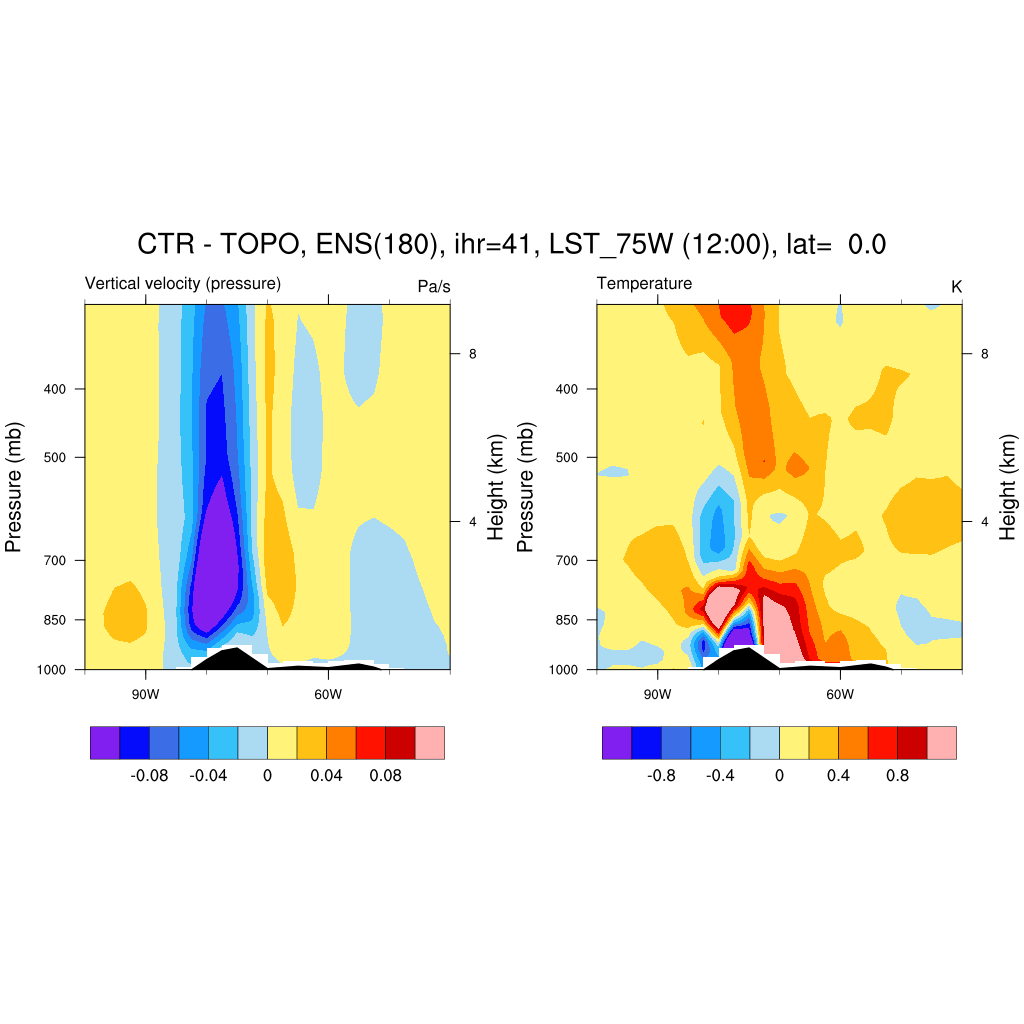 CTR - TOPO, ENS(180), ihr=41, LST_75W (12:00), lat=  0.0
Vertical velocity (pressure)
Pa/s
Pressure (mb)
400
500
700
850
1000
8
4
Height (km)
90W
60W
-0.08
-0.04
0
0.04
0.08
Temperature
K
Pressure (mb)
400
500
700
850
1000
8
4
Height (km)
90W
60W
-0.8
-0.4
0
0.4
0.8